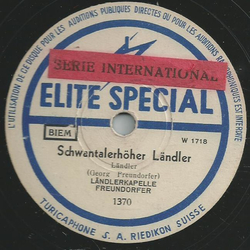 L'UTILISATION DE CE DISQUE POUR LES AUDITIONS PUBLIQUES DIRECTES OU POUR LES AUDITIONS RADIOPHONIQUES EST INTERDITE
SERIE INTERNATIONAL
ELITE SPECIAL
BIEM
W 1718
Schwantalerhöher Ländler
Ländler
(Georg Freundorfer)
LÄNDLERKAPELLE
FREUNDORFER
1370
TURICAPHONE S. A. RIEDIKON SUISSE